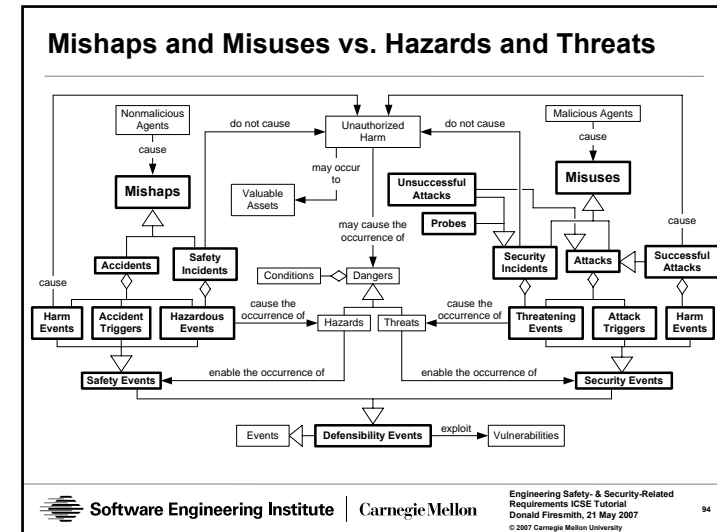 Mishaps and Misuses vs. Hazards and Threats
Nonmalicious
Agents
cause
Mishaps
do not cause
Unauthorized
Harm
do not cause
Malicious Agents
cause
Misuses
may occur
to
Valuable
Assets
Unsuccessful
Attacks
Probes
may cause the
occurrence of
cause
Accidents
Safety
Incidents
Conditions
Dangers
Security
Incidents
Attacks
Successful
Attacks
cause
Harm
Events
Accident
Triggers
Hazardous
Events
cause the
occurrence of
Hazards
Threats
cause the
occurrence of
Threatening
Events
Attack
Triggers
Harm
Events
Safety Events
enable the occurrence of
enable the occurrence of
Security Events
Events
Defensibility Events
exploit
Vulnerabilities
Software Engineering Institute
Carnegie Mellon
Engineering Safety- & Security-Related
Requirements ICSE Tutorial
Donald Firesmith, 21 May 2007
© 2007 Carnegie Mellon University
94